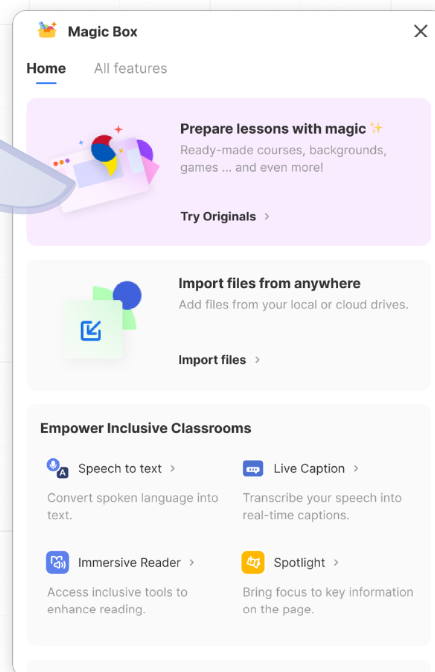 Magic Box
Home All features
Prepare lessons with magic ✨
Ready-made courses, backgrounds,
games ... and even more!
Try Originals >
Import files from anywhere
Add files from your local or cloud drives.
Import files >
Empower Inclusive Classrooms
Speech to text >
Convert spoken language into
text.
Live Caption >
Transcribe your speech into
real-time captions.
Immersive Reader >
Access inclusive tools to
enhance reading.
Spotlight >
Bring focus to key information
on the page.